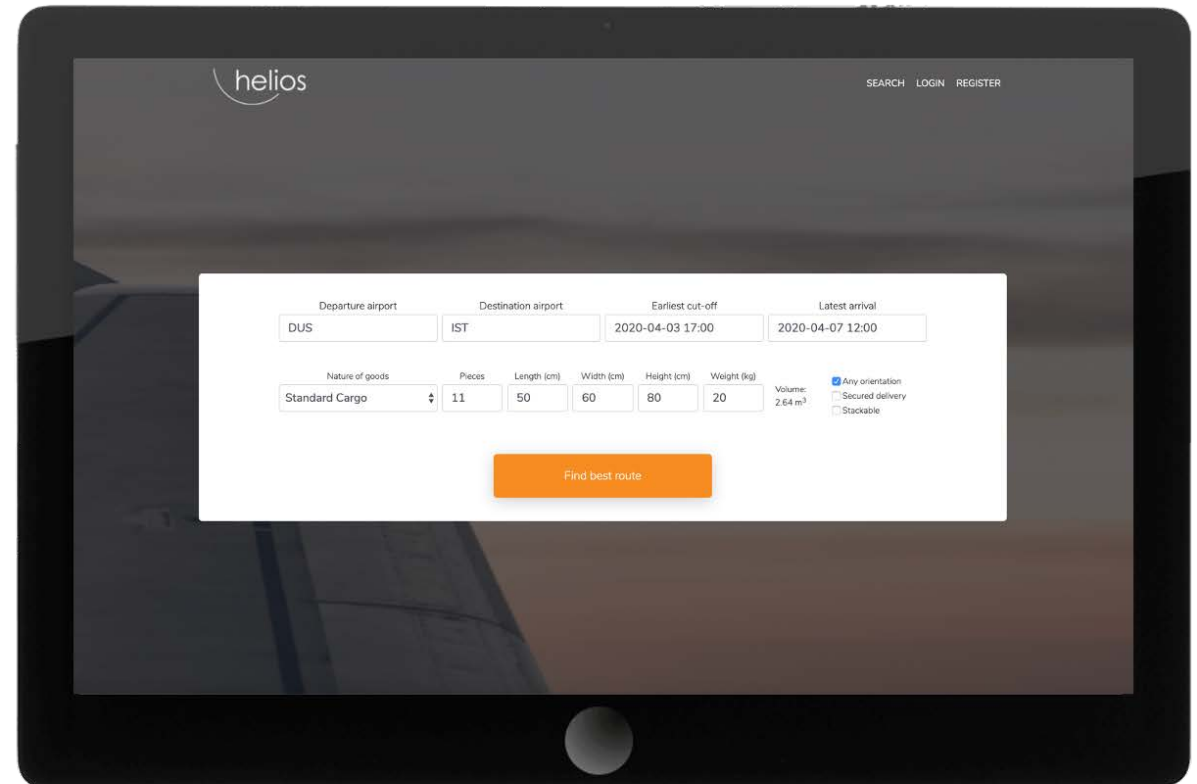 helios
SEARCH LOGIN REGISTER
Departure airport Destination airport Earliest cut-off Latest arrival
DUS IST 2020-04-03 17:00 2020-04-07 12:00
Nature of goods Pieces Length (cm) Width (cm) Height (cm) Weight (kg)
Standard Cargo 11 50 60 80 20
Volume:
2.64 m³
Any orientation
Secured delivery
Stackable
Find best route